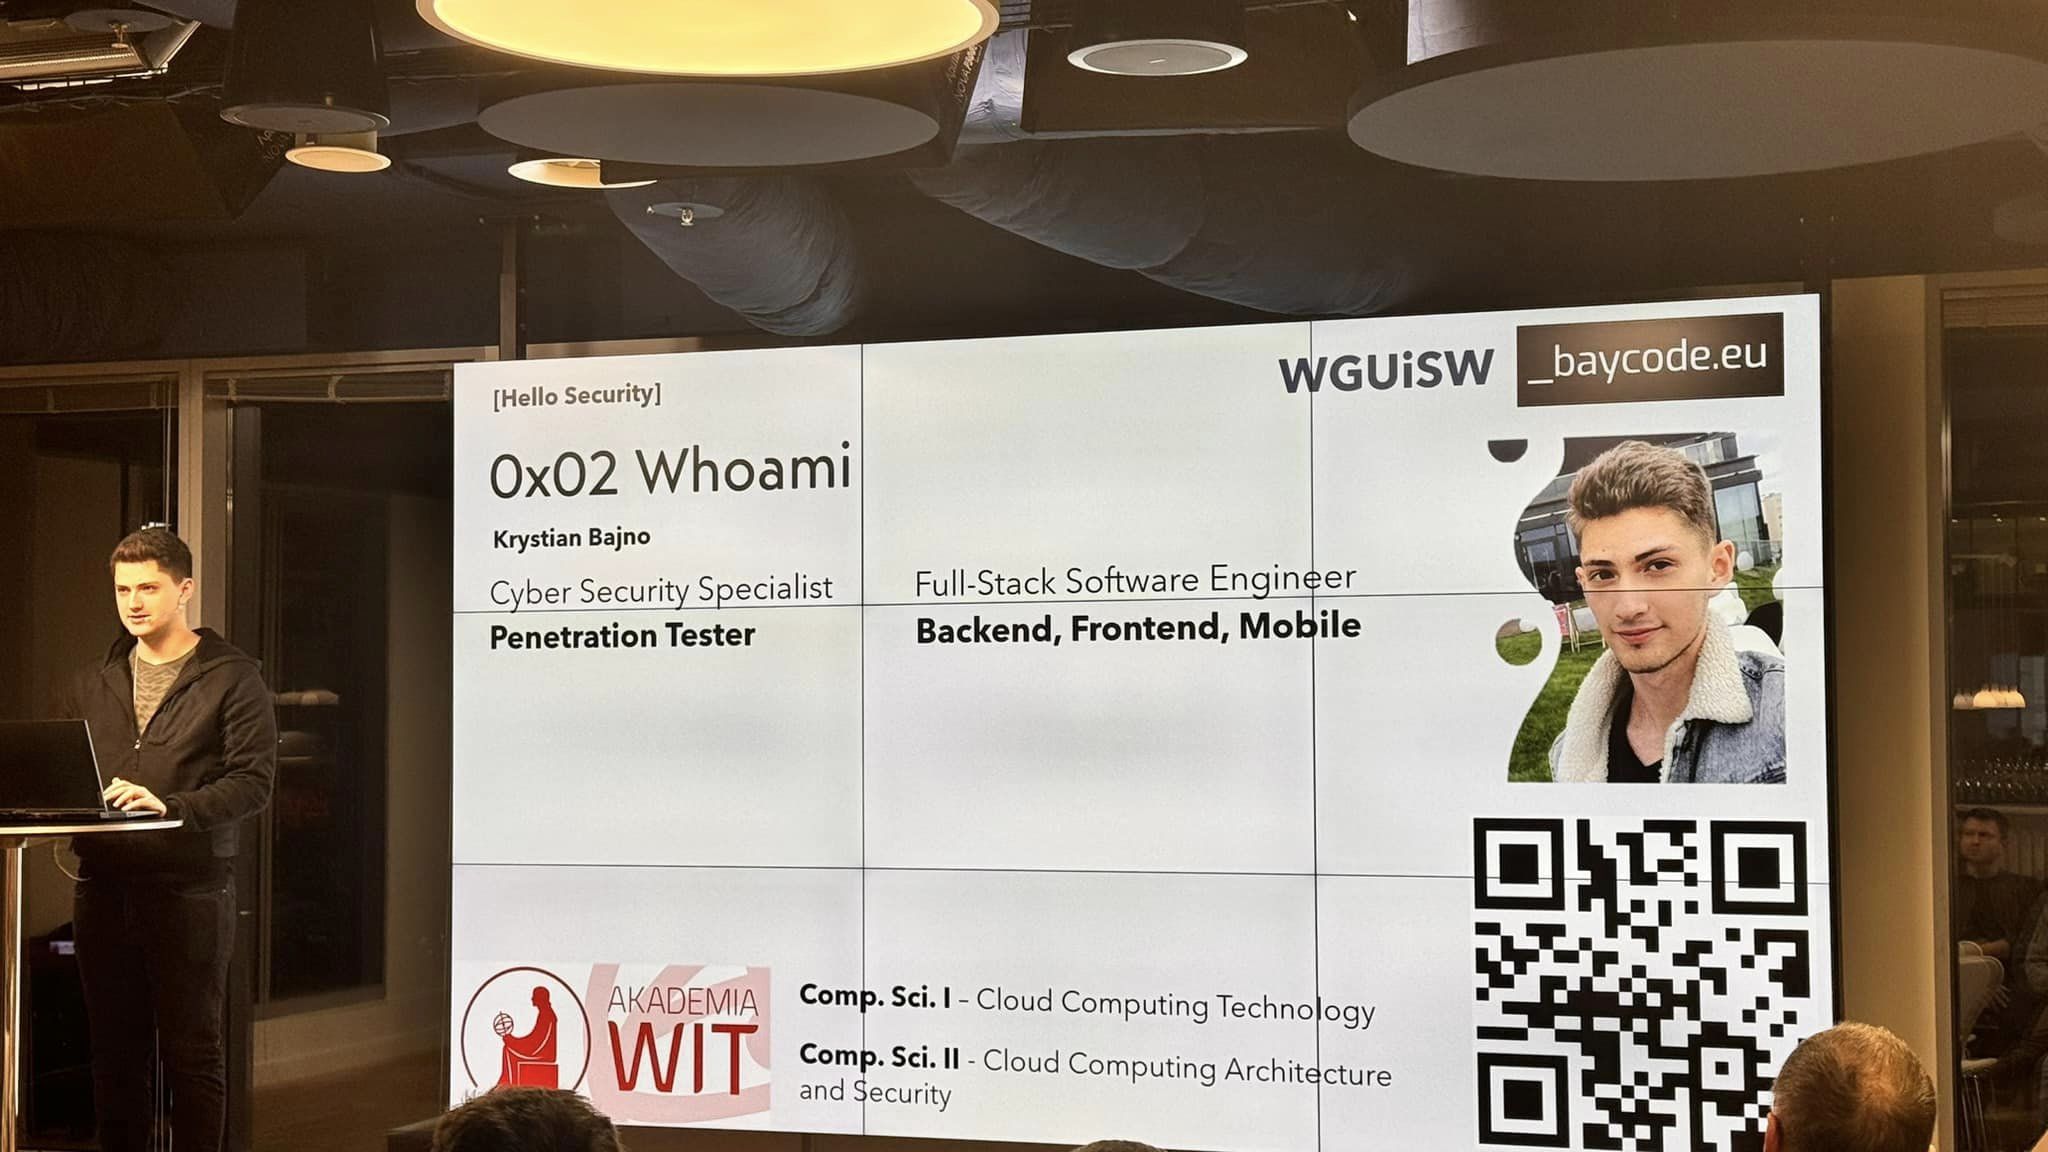 [Hello Security]
WGUiSW
_baycode.eu
0x02 Whoami
Krystian Bajno
Cyber Security Specialist
Penetration Tester
Full-Stack Software Engineer
Backend, Frontend, Mobile
AKADEMIA
WIT
Comp. Sci. I – Cloud Computing Technology
Comp. Sci. II - Cloud Computing Architecture
and Security